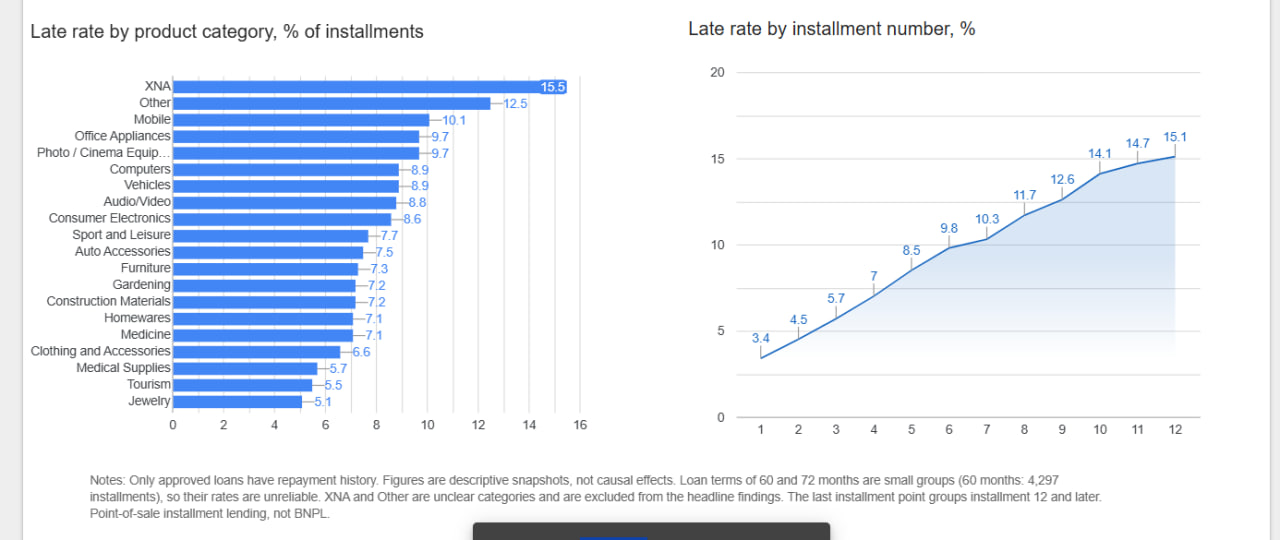 Late rate by product category, % of installments
XNA
15.5
Other
12.5
Mobile
10.1
Office Appliances
9.7
Photo / Cinema Equip...
9.7
Computers
8.9
Vehicles
8.9
Audio/Video
8.8
Consumer Electronics
8.6
Sport and Leisure
7.7
Auto Accessories
7.5
Furniture
7.3
Gardening
7.2
Construction Materials
7.2
Homewares
7.1
Medicine
7.1
Clothing and Accessories
6.6
Medical Supplies
5.7
Tourism
5.5
Jewelry
5.1
0 2 4 6 8 10 12 14 16
Late rate by installment number, %
20
15
10
5
0
3.4
4.5
5.7
7
8.5
9.8
10.3
11.7
12.6
14.1
14.7
15.1
1 2 3 4 5 6 7 8 9 10 11 12
Notes: Only approved loans have repayment history. Figures are descriptive snapshots, not causal effects. Loan terms of 60 and 72 months are small groups (60 months: 4,297
installments), so their rates are unreliable. XNA and Other are unclear categories and are excluded from the headline findings. The last installment point groups installment 12 and later.
Point-of-sale installment lending, not BNPL.